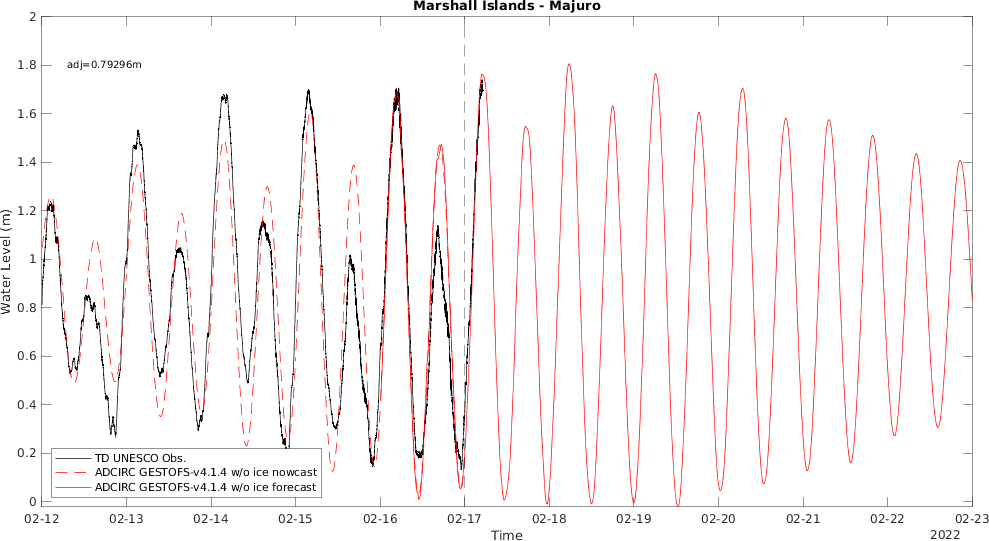 Marshall Islands - Majuro
adj=0.79296m
Water Level (m)
2
1.8
1.6
1.4
1.2
1
0.8
0.6
0.4
0.2
0
TD UNESCO Obs.
ADCIRC GESTOFS-v4.1.4 w/o ice nowcast
ADCIRC GESTOFS-v4.1.4 w/o ice forecast
02-12 02-13 02-14 02-15 02-16 02-17 02-18 02-19 02-20 02-21 02-22 02-23
Time
2022